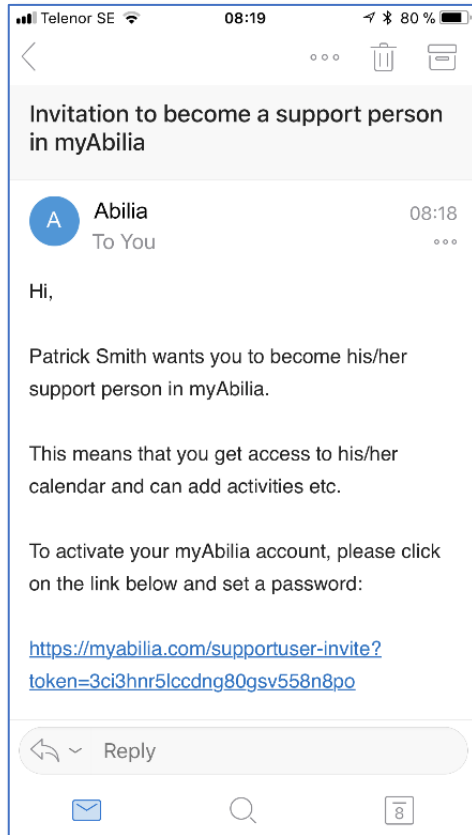 Telenor SE 08:19 80 %
Invitation to become a support person
in myAbilia
A Abilia 08:18
To You
Hi,
Patrick Smith wants you to become his/her
support person in myAbilia.
This means that you get access to his/her
calendar and can add activities etc.
To activate your myAbilia account, please click
on the link below and set a password:
https://myabilia.com/supportuser-invite?
token=3ci3hnr5lccdng80gsv558n8po
Reply
8